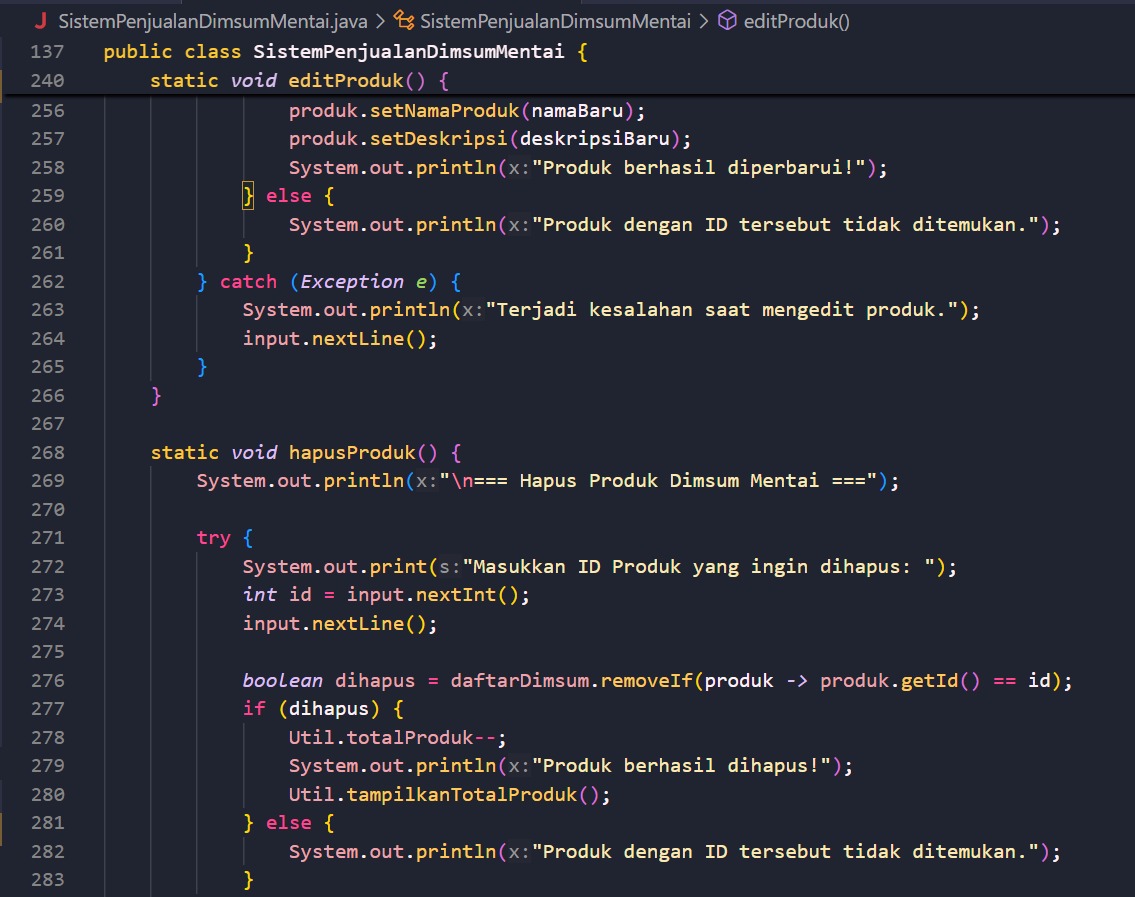 J SistemPenjualanDimsumMentai.java > SistemPenjualanDimsumMentai > editProduk()
137 public class SistemPenjualanDimsumMentai {
240 static void editProduk() {
256 produk.setNamaProduk(namaBaru);
257 produk.setDeskripsi(deskripsiBaru);
258 System.out.println(x:"Produk berhasil diperbarui!");
259 } else {
260 System.out.println(x:"Produk dengan ID tersebut tidak ditemukan.");
261 }
262 } catch (Exception e) {
263 System.out.println(x:"Terjadi kesalahan saat mengedit produk.");
264 input.nextLine();
265 }
266 }
267
268 static void hapusProduk() {
269 System.out.println(x:"\n=== Hapus Produk Dimsum Mentai ===");
270
271 try {
272 System.out.print(s:"Masukkan ID Produk yang ingin dihapus: ");
273 int id = input.nextInt();
274 input.nextLine();
275
276 boolean dihapus = daftarDimsum.removeIf(produk -> produk.getId() == id);
277 if (dihapus) {
278 Util.totalProduk--;
279 System.out.println(x:"Produk berhasil dihapus!");
280 Util.tampilkanTotalProduk();
281 } else {
282 System.out.println(x:"Produk dengan ID tersebut tidak ditemukan.");
283 }